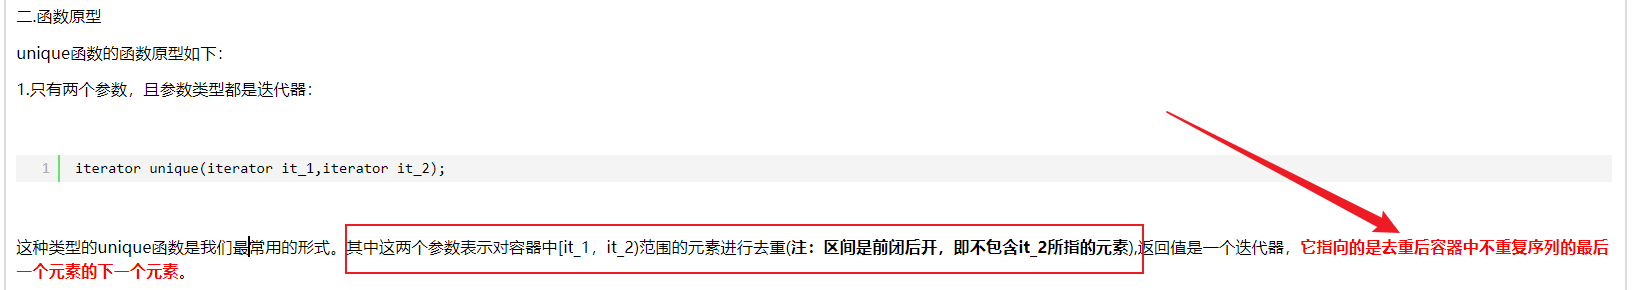 二.函数原型
unique函数的函数原型如下：
1.只有两个参数，且参数类型都是迭代器：
1 iterator unique(iterator it_1,iterator it_2);
这种类型的unique函数是我们最常用的形式。其中这两个参数表示对容器中[it_1，it_2)范围的元素进行去重(注：区间是前闭后开，即不包含it_2所指的元素),返回值是一个迭代器，它指向的是去重后容器中不重复序列的最后
一个元素的下一个元素。